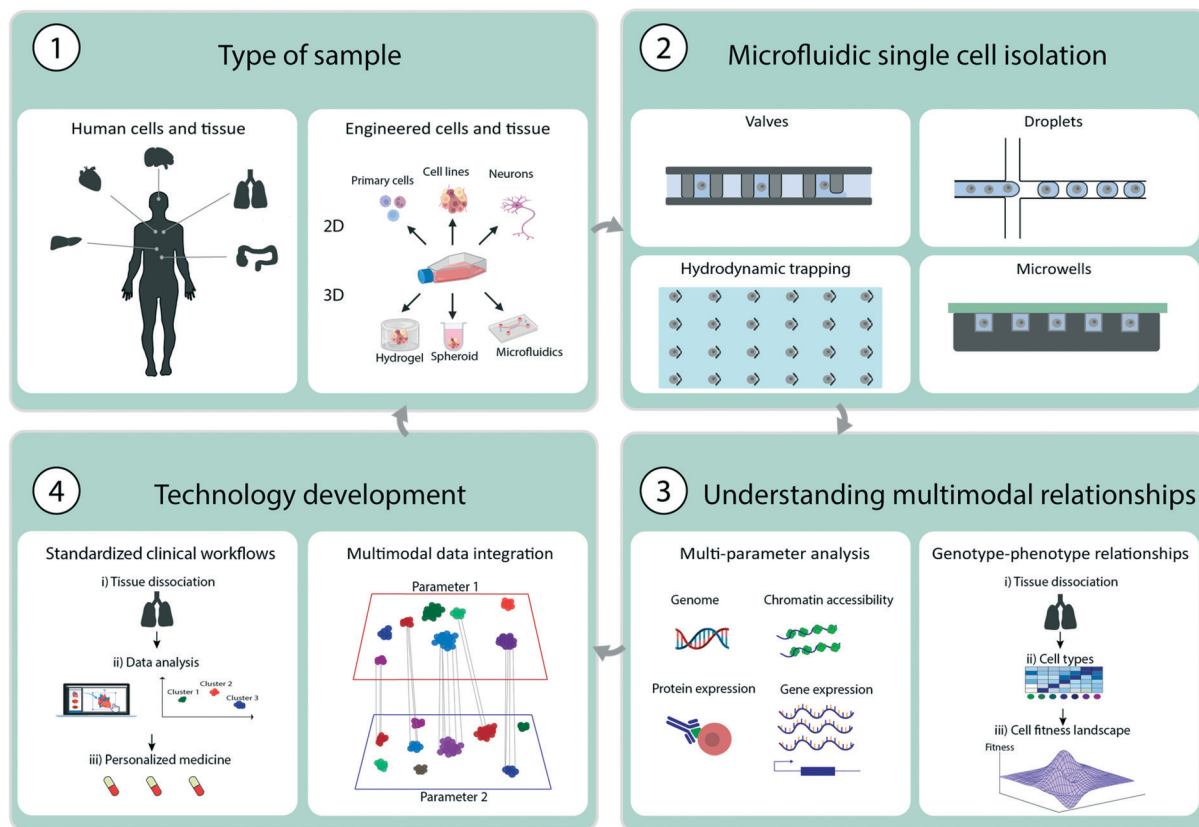 1
Type of sample
Human cells and tissue
Engineered cells and tissue
Primary cells
Cell lines
Neurons
2D
3D
Hydrogel
Spheroid
Microfluidics
2
Microfluidic single cell isolation
Valves
Droplets
Hydrodynamic trapping
Microwells
4
Technology development
Standardized clinical workflows
i) Tissue dissociation
ii) Data analysis
Cluster 1
Cluster 2
Cluster 3
iii) Personalized medicine
Multimodal data integration
Parameter 1
Parameter 2
3
Understanding multimodal relationships
Multi-parameter analysis
Genome
Chromatin accessibility
Protein expression
Gene expression
Genotype-phenotype relationships
i) Tissue dissociation
ii) Cell types
iii) Cell fitness landscape
Fitness